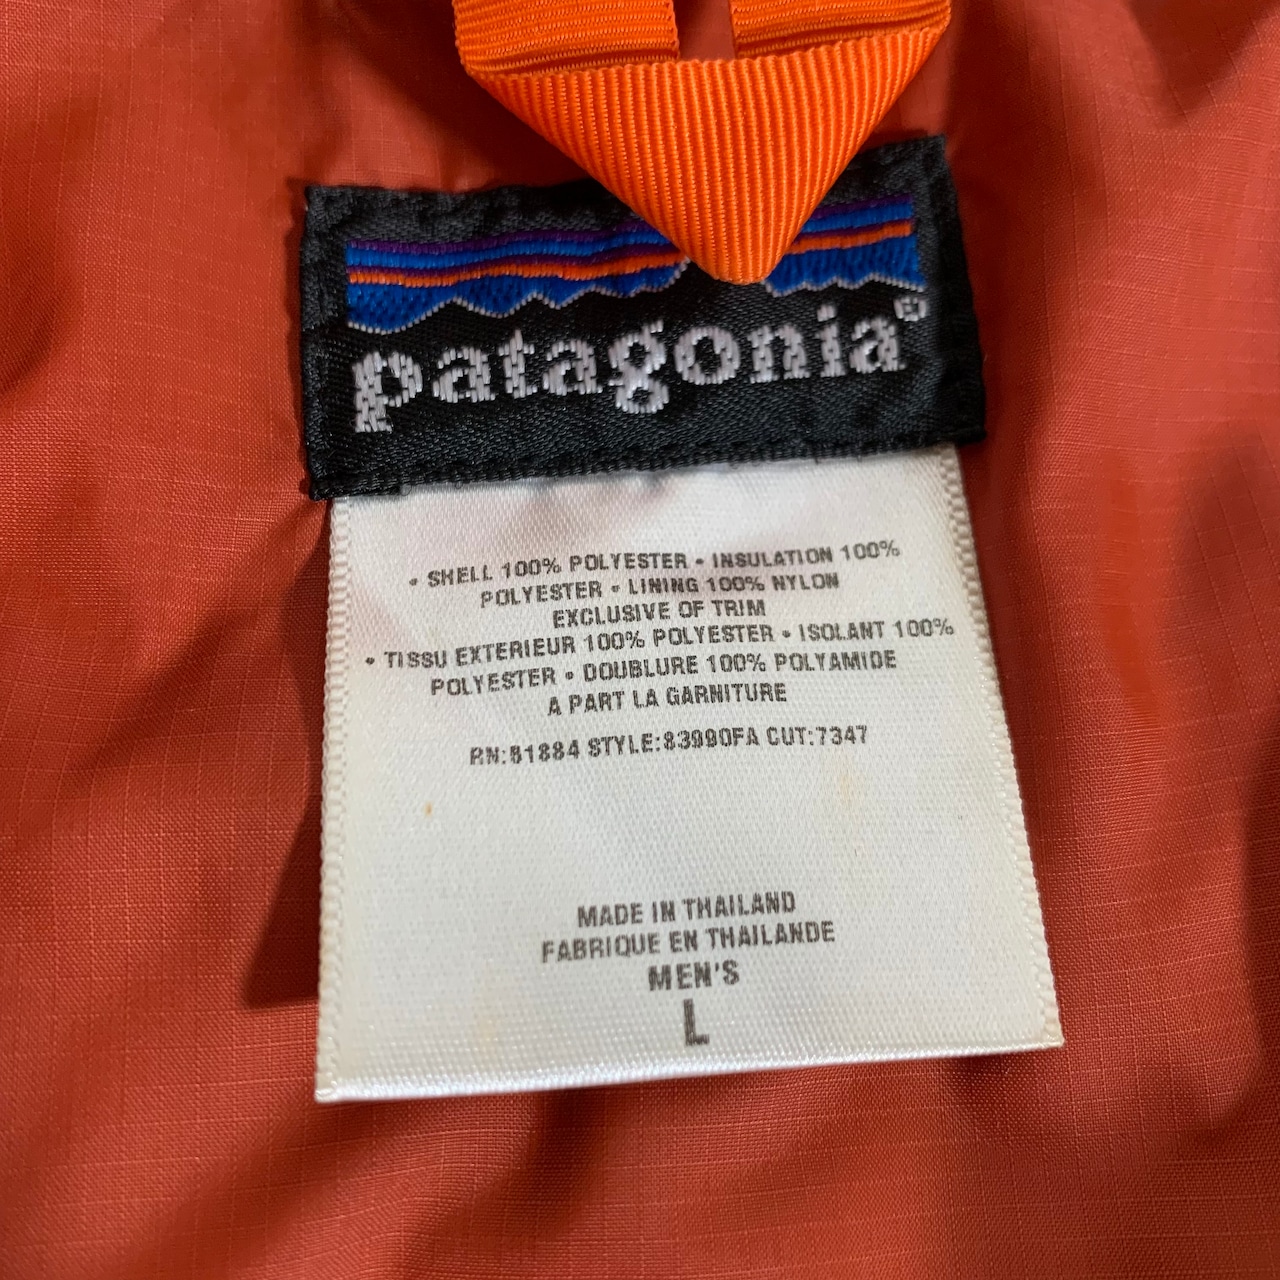 patagonia®
• SHELL 100% POLYESTER • INSULATION 100%
POLYESTER • LINING 100% NYLON
EXCLUSIVE OF TRIM
• TISSU EXTERIEUR 100% POLYESTER • ISOLANT 100%
POLYESTER • DOUBLURE 100% POLYAMIDE
A PART LA GARNITURE
RN:51884 STYLE:83990FA CUT:7347
MADE IN THAILAND
FABRIQUE EN THAILANDE
MEN'S
L